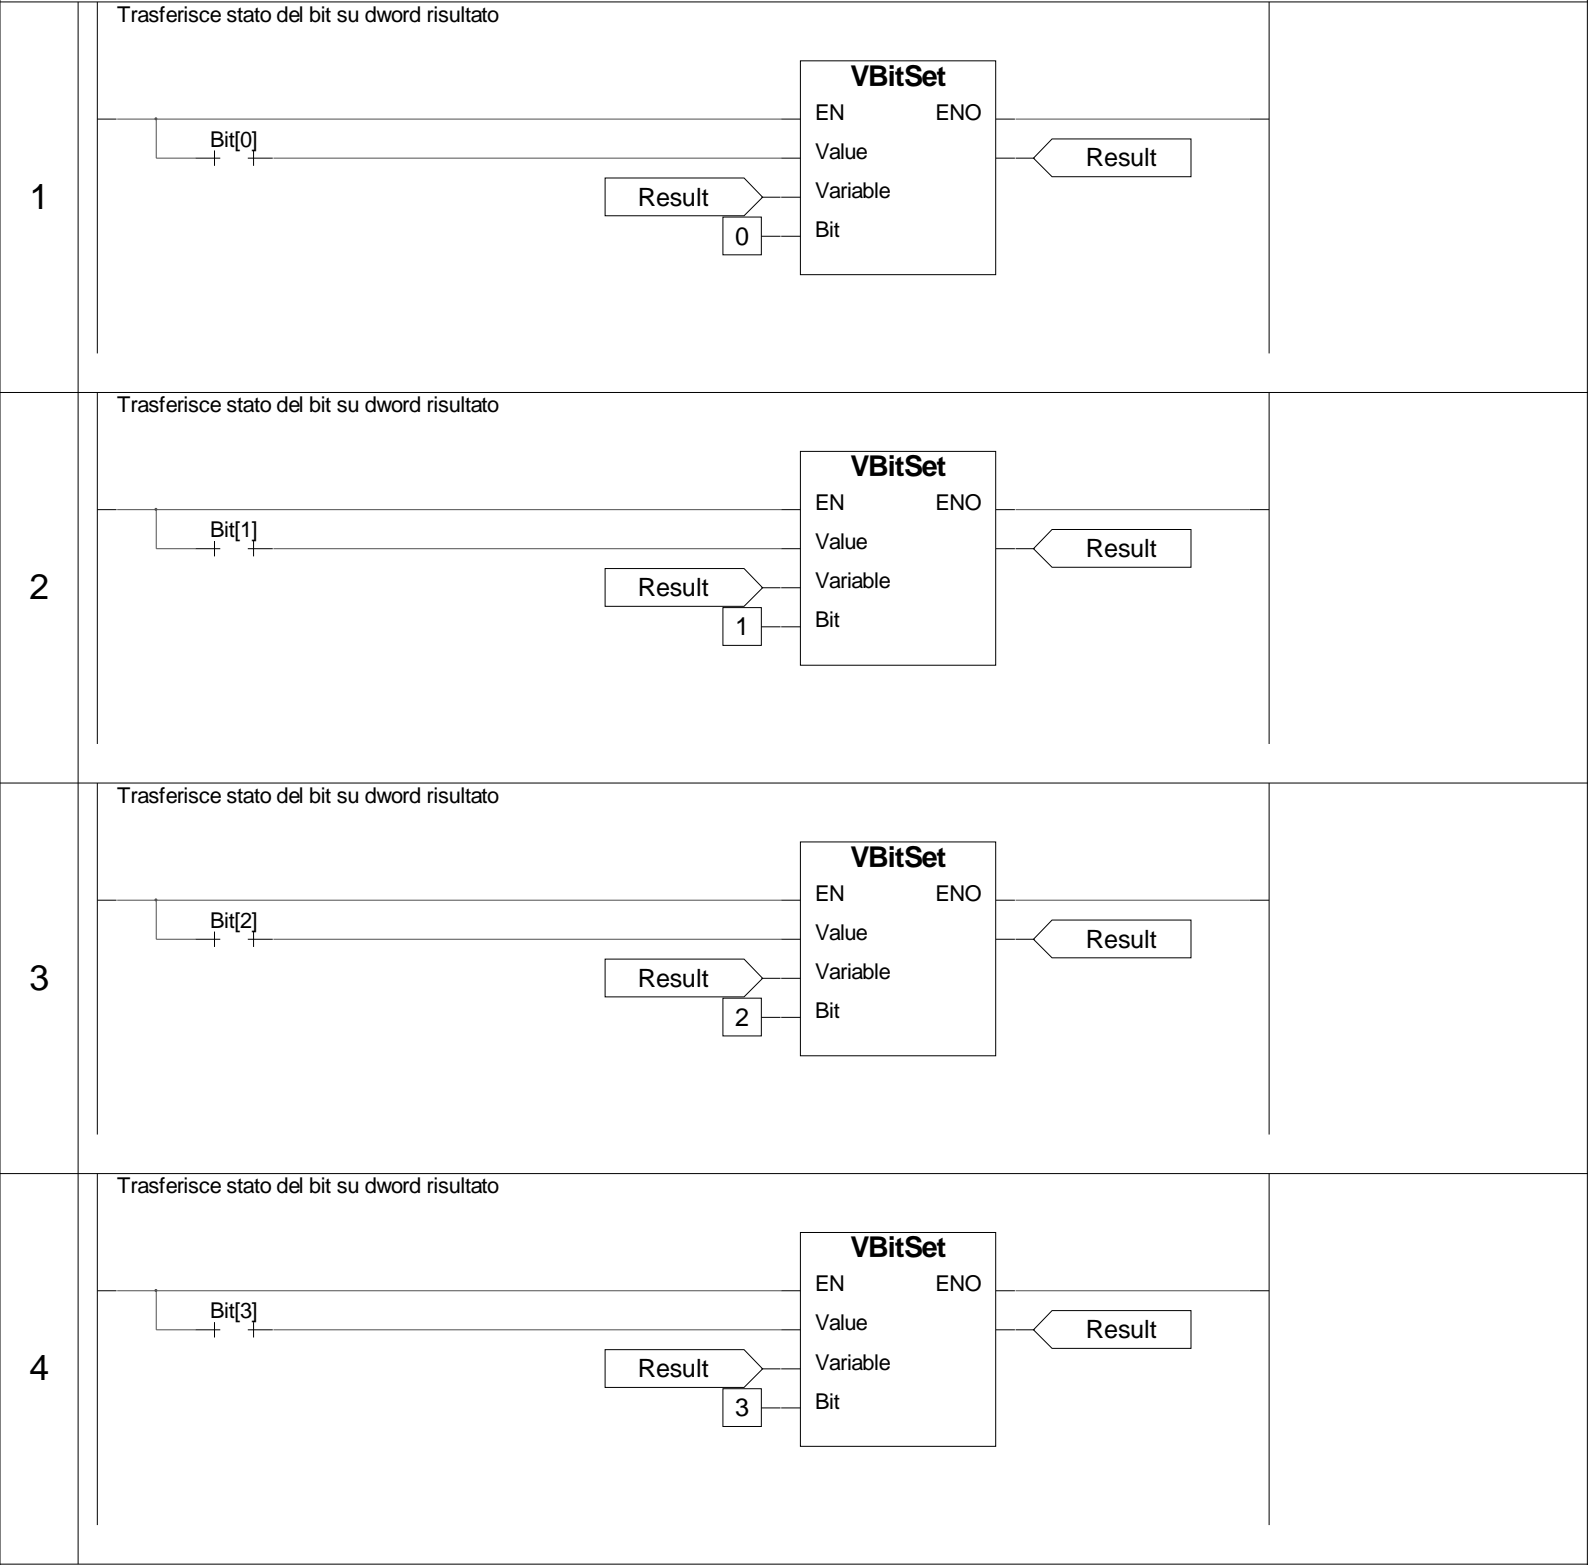 Trasferisce stato del bit su dword risultato
VBitSet
EN ENO
Bit[0]
Value Result
1
Result Variable
0 Bit
Trasferisce stato del bit su dword risultato
VBitSet
EN ENO
Bit[1]
Value Result
2
Result Variable
1 Bit
Trasferisce stato del bit su dword risultato
VBitSet
EN ENO
Bit[2]
Value Result
3
Result Variable
2 Bit
Trasferisce stato del bit su dword risultato
VBitSet
EN ENO
Bit[3]
Value Result
4
Result Variable
3 Bit